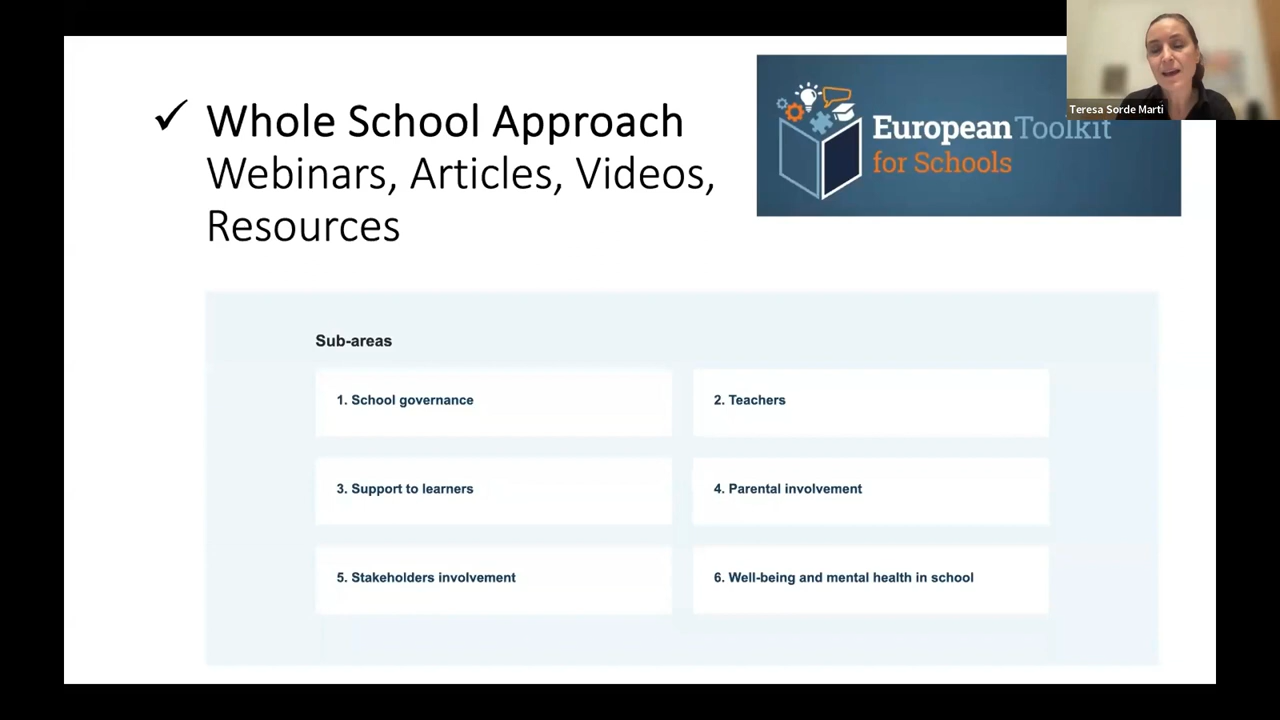 ✓ Whole School Approach
Webinars, Articles, Videos,
Resources
European Toolkit
for Schools
Teresa Sorde Marti
Sub-areas
1. School governance
2. Teachers
3. Support to learners
4. Parental involvement
5. Stakeholders involvement
6. Well-being and mental health in school